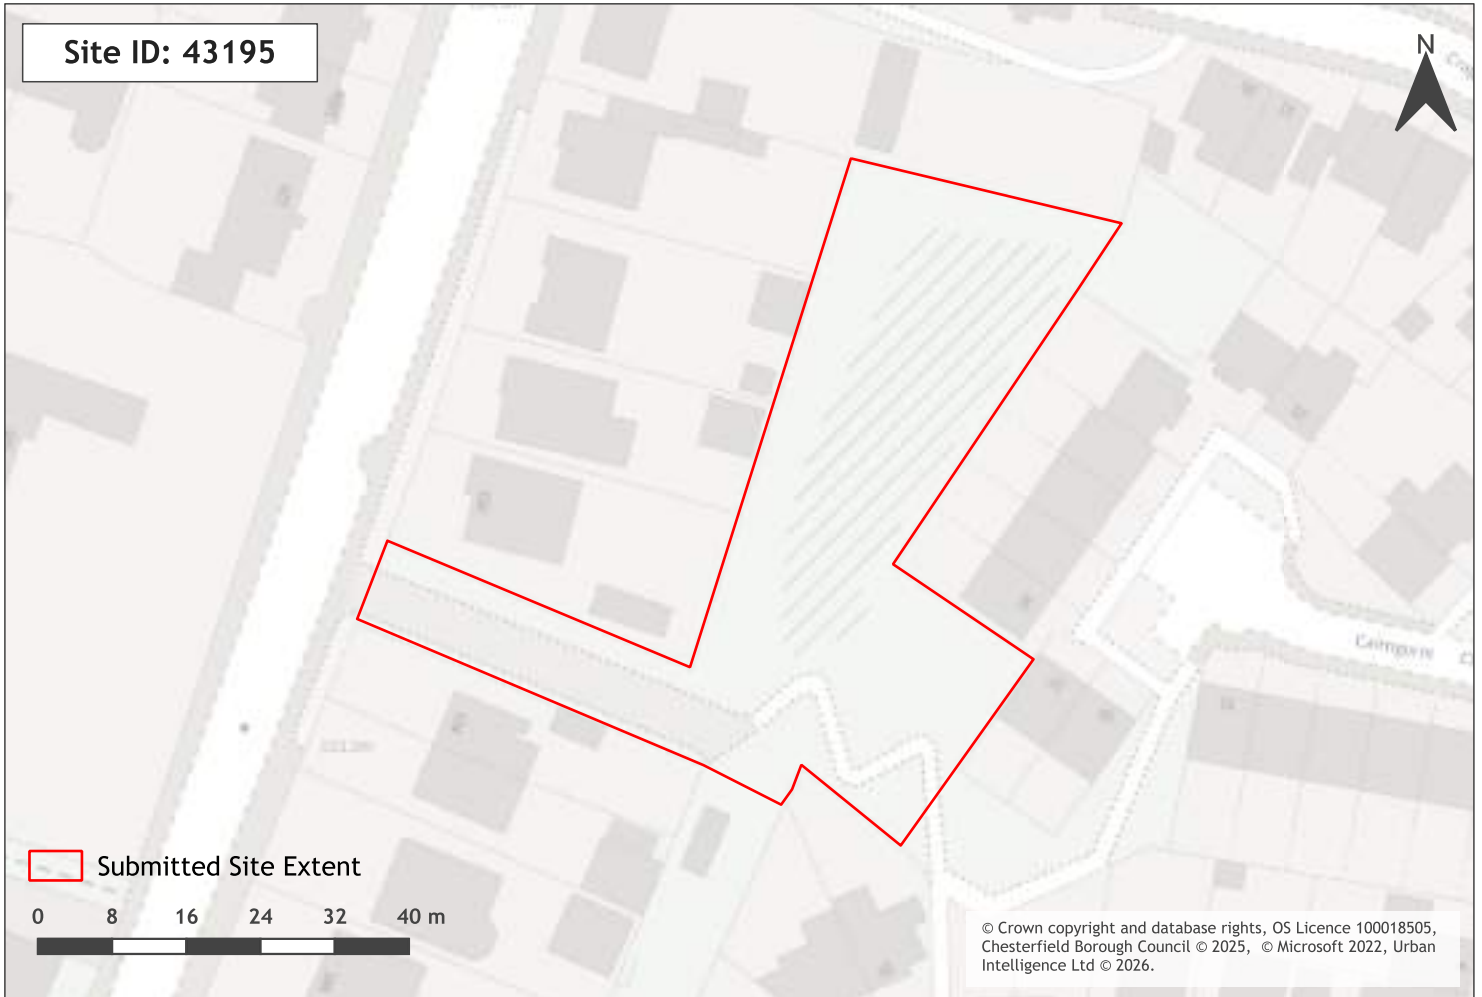 Site ID: 43195
N
Submitted Site Extent
0 8 16 24 32 40 m
© Crown copyright and database rights, OS Licence 100018505,
Chesterfield Borough Council © 2025, © Microsoft 2022, Urban
Intelligence Ltd © 2026.